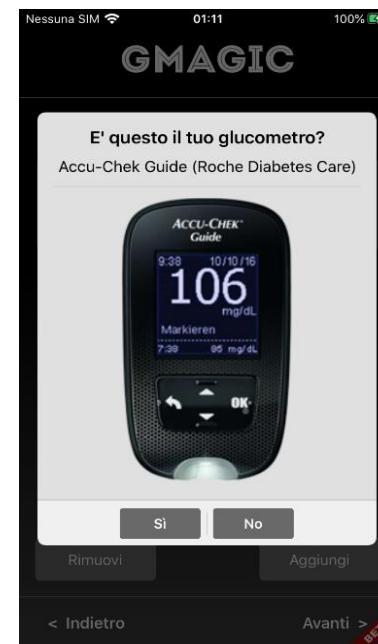 Nessuna SIM 01:11 100%
GMAGIC
E' questo il tuo glucometro?
Accu-Chek Guide (Roche Diabetes Care)
ACCU-CHEK®
Guide
9:38 10/10/16
106
mg/dL
Markieren
7:38 95 mg/dL
OK
Sì No
Rimuovi Aggiungi
< Indietro Avanti >